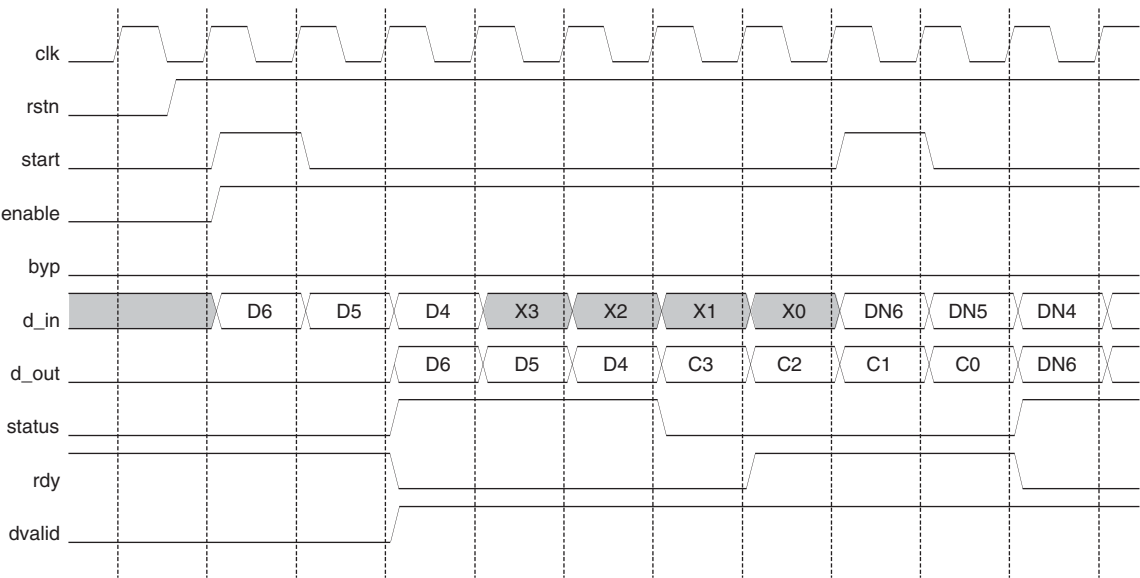 clk
rstn
start
enable
byp
d_in D6 D5 D4 X3 X2 X1 X0 DN6 DN5 DN4
d_out D6 D5 D4 C3 C2 C1 C0 DN6
status
rdy
dvalid